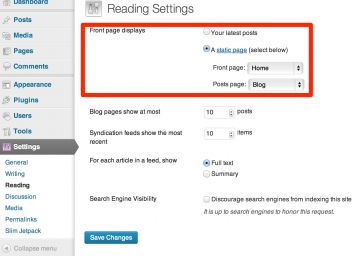 Dashboard
Posts
Media
Pages
Comments
Appearance
Plugins
Users
Tools
Settings
General
Writing
Reading
Discussion
Media
Permalinks
Slim Jetpack
Collapse menu
Reading Settings
Front page displays
Your latest posts
A static page (select below)
Front page: Home
Posts page: Blog
Blog pages show at most 10 posts
Syndication feeds show the most 10 items
recent
For each article in a feed, show
Full text
Summary
Search Engine Visibility
Discourage search engines from indexing this site
It is up to search engines to honor this request.
Save Changes